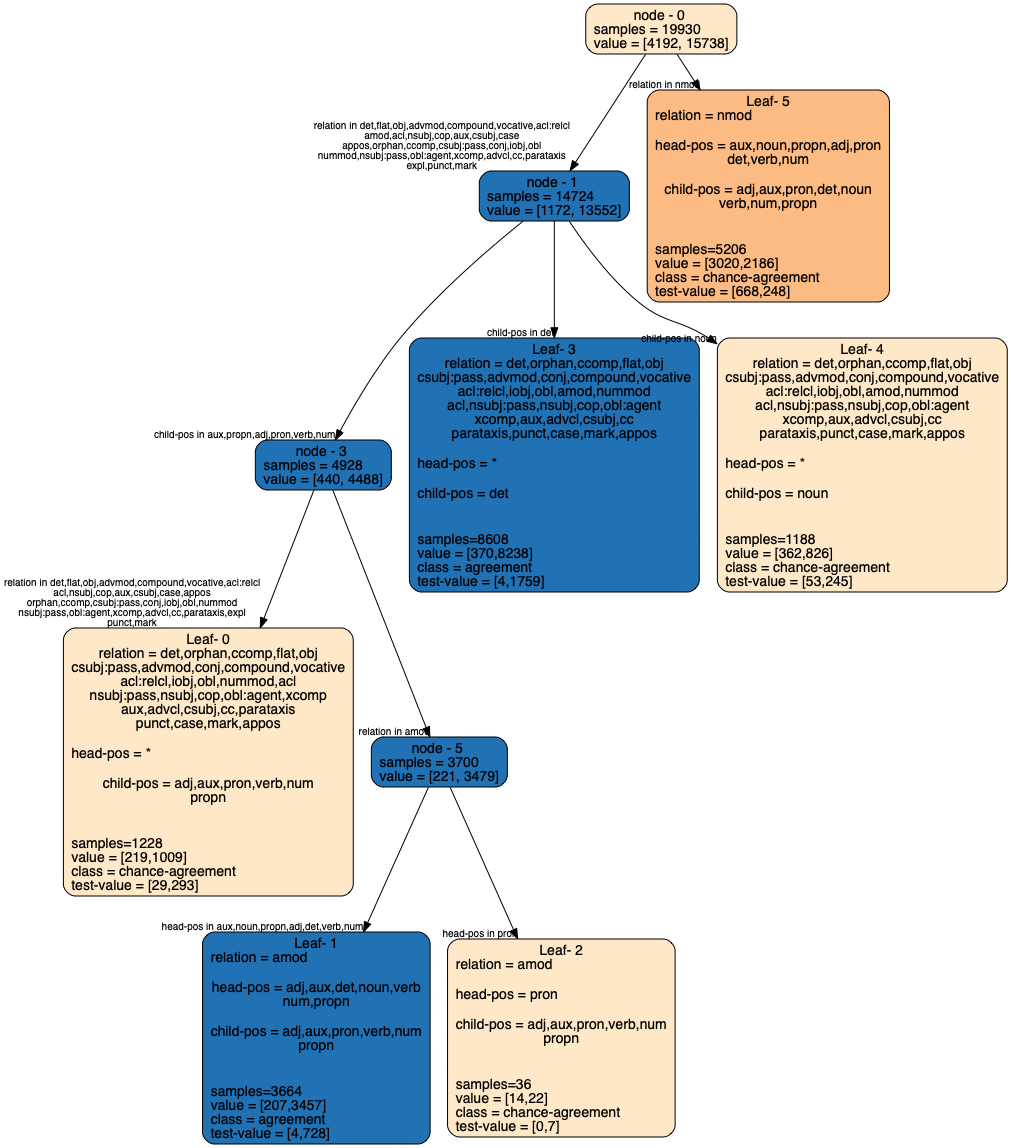 node - 0
samples = 19930
value = [4192, 15738]
relation in nmod
Leaf- 5
relation = nmod
head-pos = aux,noun,propn,adj,pron
det,verb,num
child-pos = adj,aux,pron,det,noun
verb,num,propn
samples=5206
value = [3020,2186]
class = chance-agreement
test-value = [668,248]
relation in det,flat,obj,advmod,compound,vocative,acl:relcl
amod,acl,nsubj,cop,aux,csubj,case
appos,orphan,ccomp,csubj:pass,conj,iobj,obl
nummod,nsubj:pass,obl:agent,xcomp,advcl,cc,parataxis
expl,punct,mark
node - 1
samples = 14724
value = [1172, 13552]
child-pos in det
Leaf- 3
relation = det,orphan,ccomp,flat,obj
csubj:pass,advmod,conj,compound,vocative
acl:relcl,iobj,obl,amod,nummod
acl,nsubj:pass,nsubj,cop,obl:agent
xcomp,aux,advcl,csubj,cc
parataxis,punct,case,mark,appos
head-pos = *
child-pos = det
samples=8608
value = [370,8238]
class = agreement
test-value = [4,1759]
child-pos in noun
Leaf- 4
relation = det,orphan,ccomp,flat,obj
csubj:pass,advmod,conj,compound,vocative
acl:relcl,iobj,obl,amod,nummod
acl,nsubj:pass,nsubj,cop,obl:agent
xcomp,aux,advcl,csubj,cc
parataxis,punct,case,mark,appos
head-pos = *
child-pos = noun
samples=1188
value = [362,826]
class = chance-agreement
test-value = [53,245]
child-pos in aux,propn,adj,pron,verb,num
node - 3
samples = 4928
value = [440, 4488]
relation in det,flat,obj,advmod,compound,vocative,acl:relcl
acl,nsubj,cop,aux,csubj,case,appos
orphan,ccomp,csubj:pass,conj,iobj,obl,nummod
nsubj:pass,obl:agent,xcomp,advcl,cc,parataxis,expl
punct,mark
Leaf- 0
relation = det,orphan,ccomp,flat,obj
csubj:pass,advmod,conj,compound,vocative
acl:relcl,iobj,obl,nummod,acl
nsubj:pass,nsubj,cop,obl:agent,xcomp
aux,advcl,csubj,cc,parataxis
punct,case,mark,appos
head-pos = *
child-pos = adj,aux,pron,verb,num
propn
samples=1228
value = [219,1009]
class = chance-agreement
test-value = [29,293]
relation in amod
node - 5
samples = 3700
value = [221, 3479]
head-pos in aux,noun,propn,adj,det,verb,num
Leaf- 1
relation = amod
head-pos = adj,aux,det,noun,verb
num,propn
child-pos = adj,aux,pron,verb,num
propn
samples=3664
value = [207,3457]
class = agreement
test-value = [4,728]
head-pos in pron
Leaf- 2
relation = amod
head-pos = pron
child-pos = adj,aux,pron,verb,num
propn
samples=36
value = [14,22]
class = chance-agreement
test-value = [0,7]